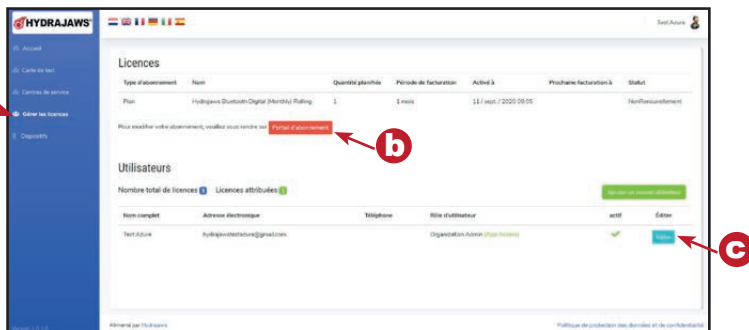 HYDRAJAWS
Test Azure
Accueil
Carte de test
Centres de service
Gérer les licences
Dispositifs
Licences
Type d'abonnement Nom Quantité planifiée Période de facturation Activé à Prochaine facturation à Statut
Plan Hydrajaws Bluetooth Digital (Monthly) Rolling 1 1 mois 11 / sept. / 2020 09:05 NonRenouvellement
Pour modifier votre abonnement, veuillez vous rendre sur Portail d'abonnement
b
Utilisateurs
Nombre total de licences Licences attribuées
Ajouter un nouvel utilisateur
Nom complet Adresse électronique Téléphone Rôle d'utilisateur actif Éditer
Test Azure hydrajawstestazure@gmail.com Organization Admin (App Access)
c
Alimenté par Hydrajaws
Politique de protection des données et de confidentialité